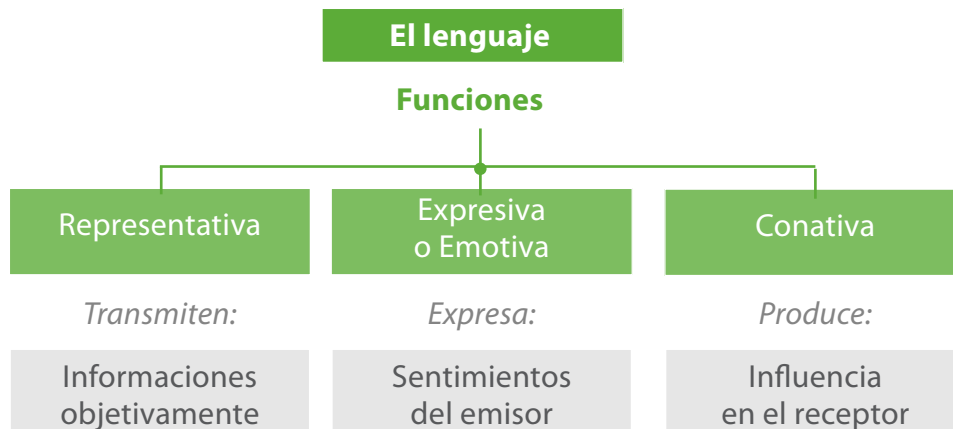 El lenguaje
Funciones
Representativa
Expresiva
o Emotiva
Conativa
Transmiten:
Expresa:
Produce:
Informaciones
objetivamente
Sentimientos
del emisor
Influencia
en el receptor